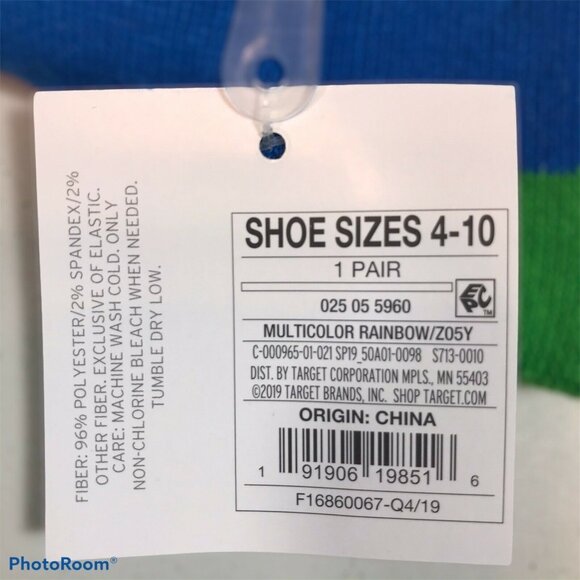 FIBER: 96% POLYESTER/2% SPANDEX/2%
OTHER FIBER. EXCLUSIVE OF ELASTIC.
CARE: MACHINE WASH COLD. ONLY
NON-CHLORINE BLEACH WHEN NEEDED.
TUMBLE DRY LOW.
SHOE SIZES 4-10
1 PAIR
025 05 5960
EPC™
MULTICOLOR RAINBOW/Z05Y
C-000965-01-021 SP19_50A01-0098 S713-0010
DIST. BY TARGET CORPORATION MPLS., MN 55403
©2019 TARGET BRANDS, INC. SHOP TARGET.COM
ORIGIN: CHINA
1 91906 19851 6
F16860067-Q4/19
PhotoRoom®